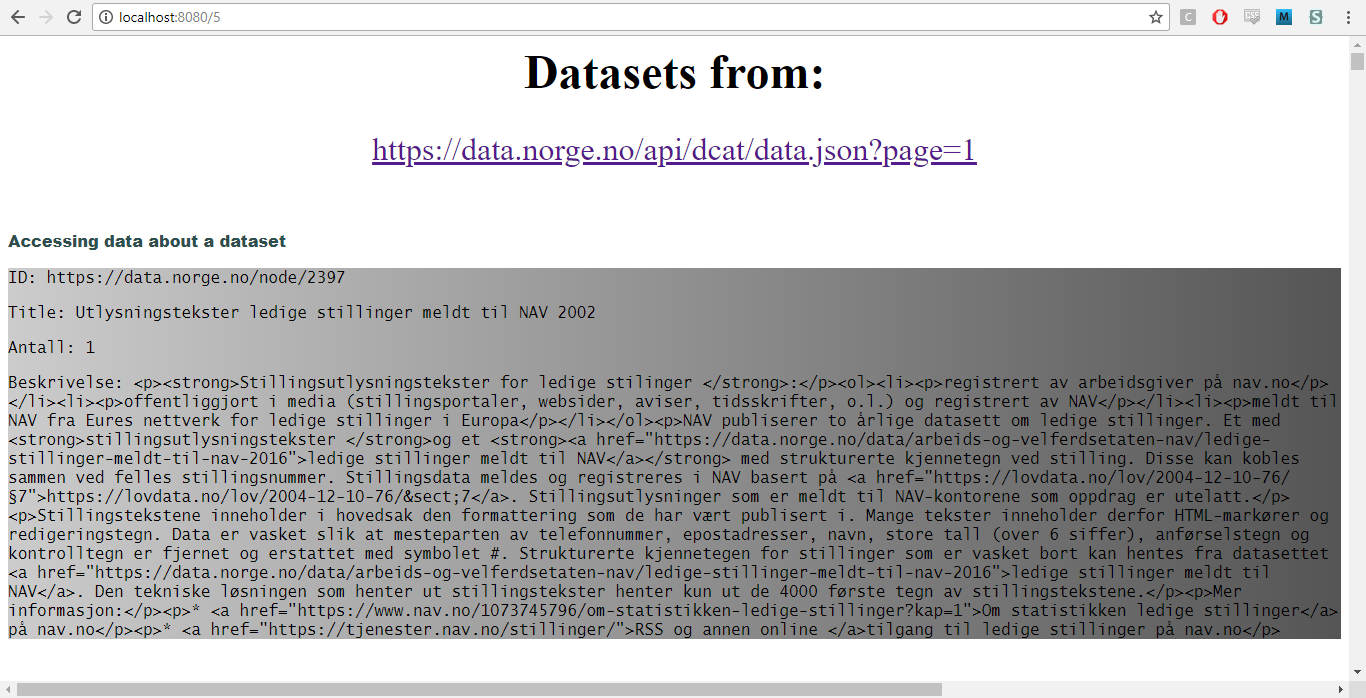 localhost:8080/5
C
CSS
M
S
Datasets from:
https://data.norge.no/api/dcat/data.json?page=1
Accessing data about a dataset
ID: https://data.norge.no/node/2397
Title: Utlysningstekster ledige stillinger meldt til NAV 2002
Antall: 1
Beskrivelse: <p><strong>Stillingsutlysningstekster for ledige stilinger </strong>:</p><ol><li><p>registrert av arbeidsgiver på nav.no</p>
</li><li><p>offentliggjort i media (stillingsportaler, websider, aviser, tidsskrifter, o.l.) og registrert av NAV</p></li><li><p>meldt til
NAV fra Eures nettverk for ledige stillinger i Europa</p></li></ol><p>NAV publiserer to årlige datasett om ledige stillinger. Et med
<strong>stillingsutlysningstekster </strong>og et <strong><a href="https://data.norge.no/data/arbeids-og-velferdsetaten-nav/ledige-
stillinger-meldt-til-nav-2016">ledige stillinger meldt til NAV</a></strong> med strukturerte kjennetegn ved stilling. Disse kan kobles
sammen ved felles stillingsnummer. Stillingsdata meldes og registreres i NAV basert på <a href="https://lovdata.no/lov/2004-12-10-76/
§7">https://lovdata.no/lov/2004-12-10-76/&sect;7</a>. Stillingsutlysninger som er meldt til NAV-kontorene som oppdrag er utelatt.</p>
<p>Stillingstekstene inneholder i hovedsak den formattering som de har vært publisert i. Mange tekster inneholder derfor HTML-markører og
redigeringstegn. Data er vasket slik at mesteparten av telefonnummer, epostadresser, navn, store tall (over 6 siffer), anførselstegn og
kontrolltegn er fjernet og erstattet med symbolet #. Strukturerte kjennetegen for stillinger som er vasket bort kan hentes fra datasettet
<a href="https://data.norge.no/data/arbeids-og-velferdsetaten-nav/ledige-stillinger-meldt-til-nav-2016">ledige stillinger meldt til
NAV</a>. Den tekniske løsningen som henter ut stillingstekster henter kun ut de 4000 første tegn av stillingstekstene.</p><p>Mer
informasjon:</p><p>* <a href="https://www.nav.no/1073745796/om-statistikken-ledige-stillinger?kap=1">Om statistikken ledige stillinger</a>
på nav.no</p><p>* <a href="https://tjenester.nav.no/stillinger/">RSS og annen online </a>tilgang til ledige stillinger på nav.no</p>